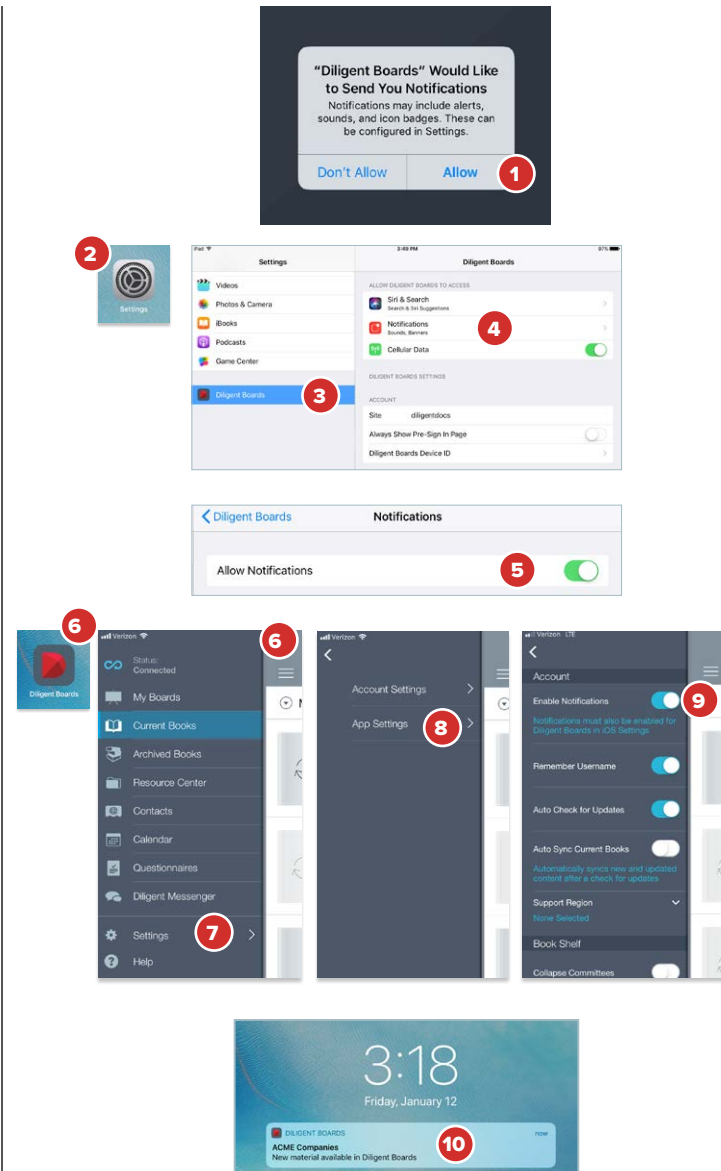 "Diligent Boards" Would Like
to Send You Notifications
Notifications may include alerts,
sounds, and icon badges. These can
be configured in Settings.
Don't Allow
Allow
1
2
Settings
iPad
3:49 PM
97%
Settings
Diligent Boards
Videos
Photos & Camera
iBooks
Podcasts
Game Center
Diligent Boards
3
ALLOW DILIGENT BOARDS TO ACCESS
Siri & Search
Search & Siri Suggestions
Notifications
Sounds, Banners
4
Cellular Data
DILIGENT BOARDS SETTINGS
ACCOUNT
Site diligentdocs
Always Show Pre-Sign In Page
Diligent Boards Device ID
Diligent Boards
Notifications
Allow Notifications
5
6
Diligent Boards
Verizon
6
Status:
Connected
My Boards
Current Books
Archived Books
Resource Center
Contacts
Calendar
Questionnaires
Diligent Messenger
Settings
7
Help
Verizon
Account Settings
App Settings
8
Verizon LTE
Account
Enable Notifications
9
Notifications must also be enabled for
Diligent Boards in iOS Settings
Remember Username
Auto Check for Updates
Auto Sync Current Books
Automatically syncs new and updated
content after a check for updates
Support Region
None Selected
Book Shelf
Collapse Committees
3:18
Friday, January 12
DILIGENT BOARDS
now
ACME Companies
New material available in Diligent Boards
10